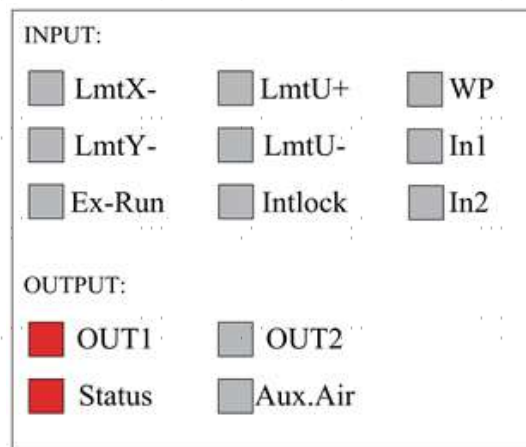 INPUT:
LmtX- LmtU+ WP
LmtY- LmtU- In1
Ex-Run Intlock In2
OUTPUT:
OUT1 OUT2
Status Aux.Air